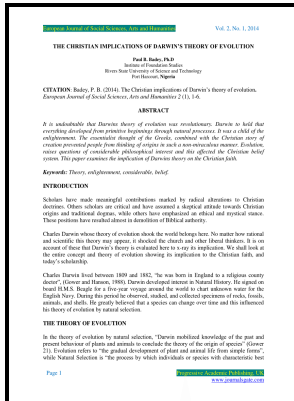 European Journal of Social Sciences, Arts and Humanities Vol. 2, No. 1, 2014
THE CHRISTIAN IMPLICATIONS OF DARWIN'S THEORY OF EVOLUTION
Paul B. Badey, Ph.D
Institute of Foundation Studies
Rivers State University of Science and Technology
Port Harcourt, Nigeria
CITATION: Badey, P. B. (2014). The Christian implications of Darwin's theory of evolution.
European Journal of Social Sciences, Arts and Humanities 2 (1), 1-6.
ABSTRACT
It is undoubtable that Darwins theory of evolution was revolutionary. Darwin to held that
everything developed from primitive beginnings through natural processes. It was a child of the
enlightenment. The essentialist thought of the Greeks, combined with the Christian story of
creation prevented people from thinking of origins in such a non-miraculous manner. Evolution,
raises questions of considerable philosophical interest and this affected the Christian belief
system. This paper examines the implication of Darwins theory on the Christian faith.
Keywords: Theory, enlightenment, considerable, belief.
INTRODUCTION
Scholars have made meaningful contributions marked by radical alterations to Christian
doctrines. Others scholars are critical and have assumed a skeptical attitude towards Christian
origins and traditional dogmas, while others have emphasized an ethical and mystical stance.
These positions have resulted almost in demolition of Biblical authority.
Charles Darwin whose theory of evolution shook the world belongs here. No matter how rational
and scientific this theory may appear, it shocked the church and other liberal thinkers. It is on
account of these that Darwin's theory is evaluated here to x-ray its implication. We shall look at
the entire concept and theory of evolution showing its implication to the Christian faith, and
today's scholarship.
Charles Darwin lived between 1809 and 1882, "he was born in England to a religious county
doctor", (Gower and Hanson, 1988). Darwin developed interest in Natural History. He signed on
board H.M.S. Beagle for a five-year voyage around the world to chart unknown water for the
English Navy. During this period he observed, studied, and collected specimens of rocks, fossils,
animals, and shells. He greatly believed that a species can change over time and this influenced
his theory of evolution by natural selection.
THE THEORY OF EVOLUTION
In the theory of evolution by natural selection, "Darwin mobilized knowledge of the past and
present behaviour of plants and animals to conclude the theory of the origin of species" (Gower
21). Evolution refers to "the gradual development of plant and animal life from simple forms",
while Natural Selection is "the process by which individuals or species with characteristic best
Page 1 Progressive Academic Publishing, UK
www.journalsgate.com